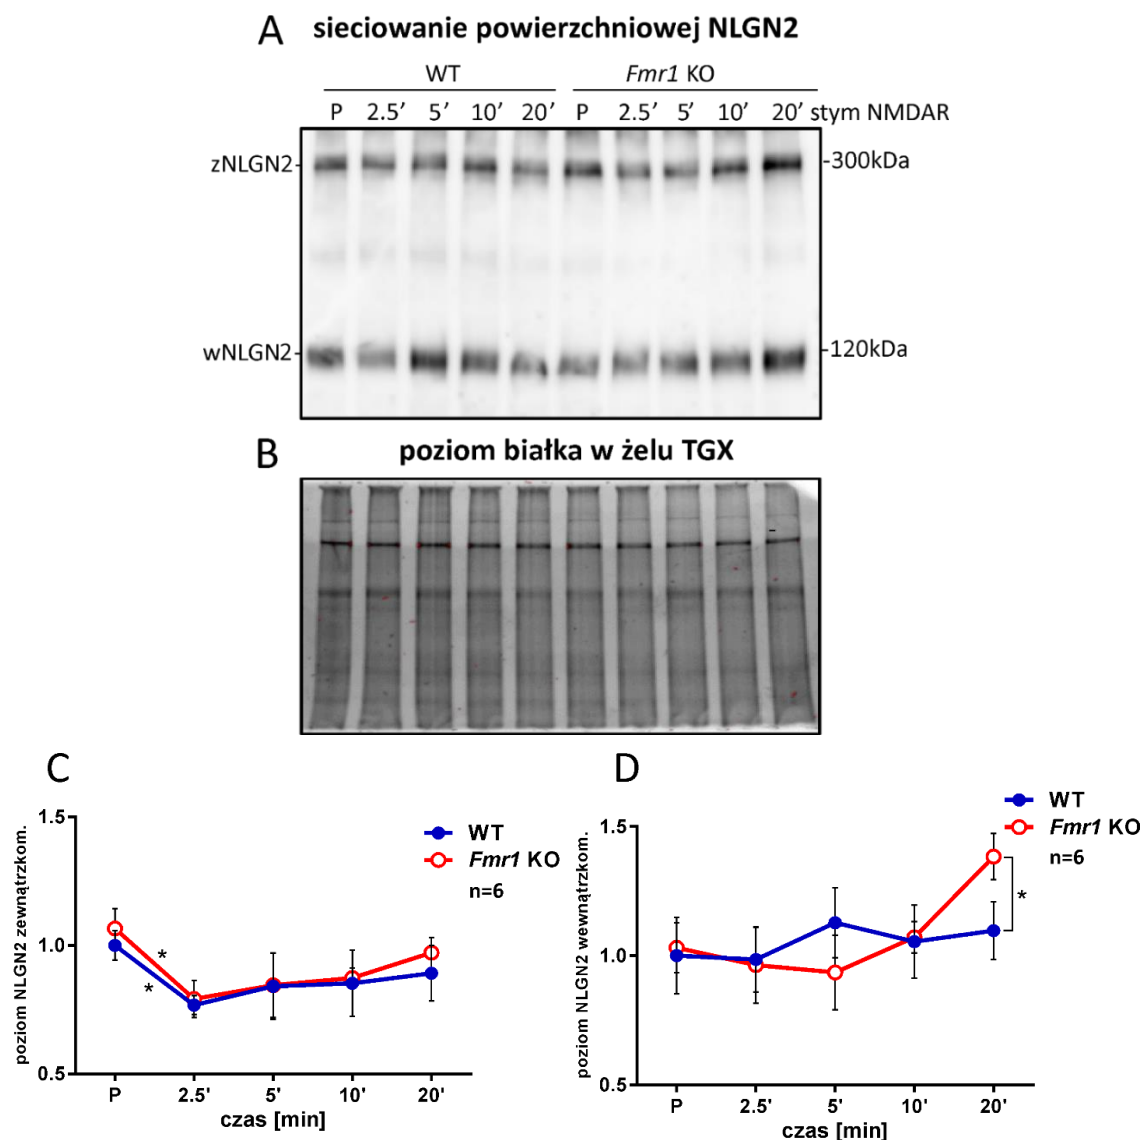 A sieciowanie powierzchniowej NLGN2
WT Fmr1 KO
P 2.5’ 5’ 10’ 20’ P 2.5’ 5’ 10’ 20’ stym NMDAR
zNLGN2- -300kDa
wNLGN2- -120kDa
B poziom białka w żelu TGX
C
poziom NLGN2 zewnątrzkom.
1.5
1.0
0.5
WT
Fmr1 KO
n=6
*
*
P 2.5' 5' 10' 20'
czas [min]
D
poziom NLGN2 wewnątrzkom.
1.5
1.0
0.5
WT
Fmr1 KO
n=6
*
P 2.5' 5' 10' 20'
czas [min]